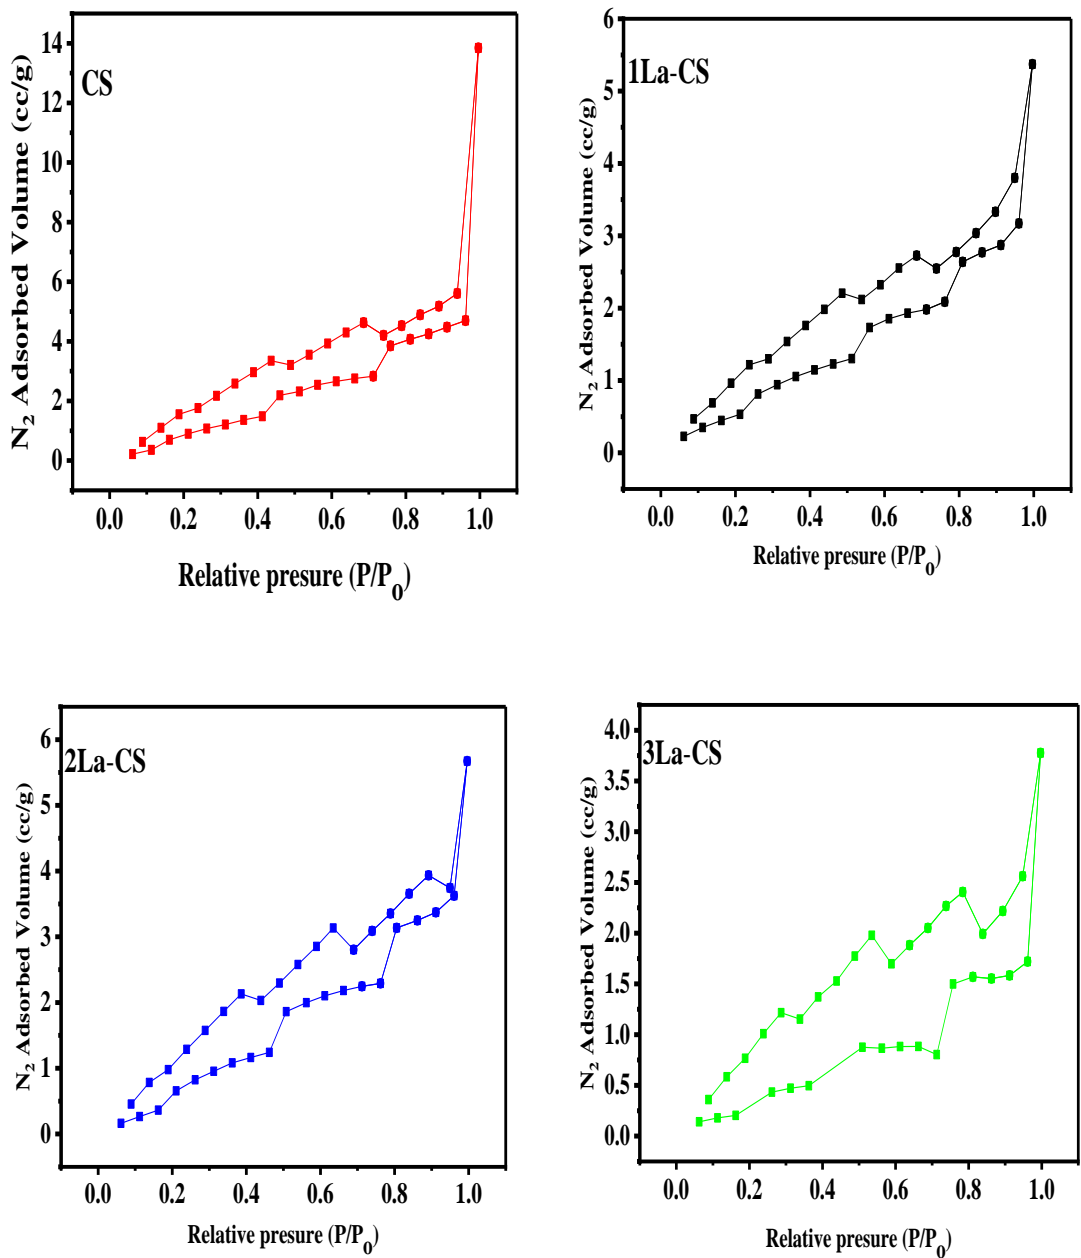 CS
N₂ Adsorbed Volume (cc/g)
14
12
10
8
6
4
2
0
0.0 0.2 0.4 0.6 0.8 1.0
Relative presure (P/P₀)
1La-CS
N₂ Adsorbed Volume (cc/g)
6
5
4
3
2
1
0
0.0 0.2 0.4 0.6 0.8 1.0
Relative presure (P/P₀)
2La-CS
N₂ Adsorbed Volume (cc/g)
6
5
4
3
2
1
0
0.0 0.2 0.4 0.6 0.8 1.0
Relative presure (P/P₀)
3La-CS
N₂ Adsorbed Volume (cc/g)
4.0
3.5
3.0
2.5
2.0
1.5
1.0
0.5
0.0
0.0 0.2 0.4 0.6 0.8 1.0
Relative presure (P/P₀)